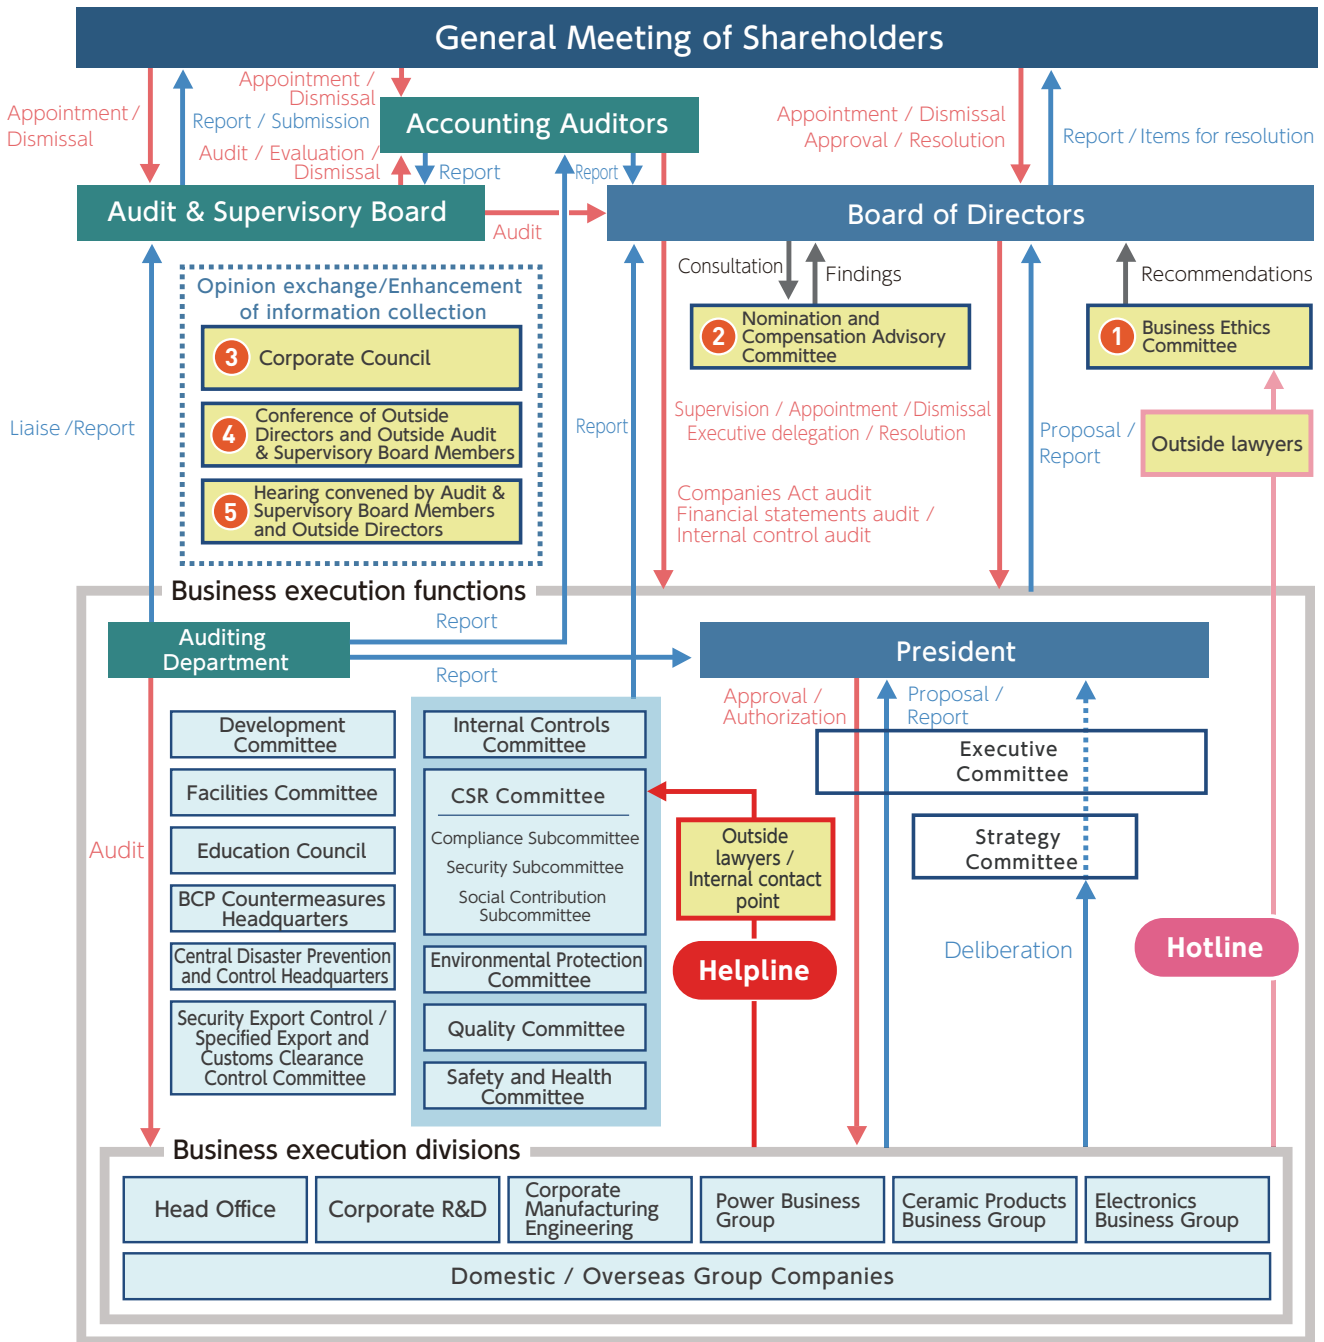 General Meeting of Shareholders
Appointment /
Dismissal
Report / Submission
Appointment /
Dismissal
Accounting Auditors
Audit / Evaluation /
Dismissal
Report
Report
Appointment / Dismissal
Approval / Resolution
Report / Items for resolution
Audit & Supervisory Board
Audit
Board of Directors
Consultation
Findings
Recommendations
Opinion exchange/Enhancement
of information collection
3
Corporate Council
4
Conference of Outside
Directors and Outside Audit
& Supervisory Board Members
5
Hearing convened by Audit &
Supervisory Board Members
and Outside Directors
2
Nomination and
Compensation Advisory
Committee
1
Business Ethics
Committee
Outside lawyers
Liaise /Report
Report
Supervision / Appointment /Dismissal
Executive delegation / Resolution
Proposal /
Report
Companies Act audit
Financial statements audit /
Internal control audit
Business execution functions
Auditing
Department
Report
Report
President
Approval /
Authorization
Proposal /
Report
Development
Committee
Facilities Committee
Education Council
BCP Countermeasures
Headquarters
Central Disaster Prevention
and Control Headquarters
Security Export Control /
Specified Export and
Customs Clearance
Control Committee
Audit
Internal Controls
Committee
CSR Committee
Compliance Subcommittee
Security Subcommittee
Social Contribution
Subcommittee
Environmental Protection
Committee
Quality Committee
Safety and Health
Committee
Outside
lawyers /
Internal contact
point
Helpline
Executive
Committee
Strategy
Committee
Deliberation
Hotline
Business execution divisions
Head Office
Corporate R&D
Corporate
Manufacturing
Engineering
Power Business
Group
Ceramic Products
Business Group
Electronics
Business Group
Domestic / Overseas Group Companies